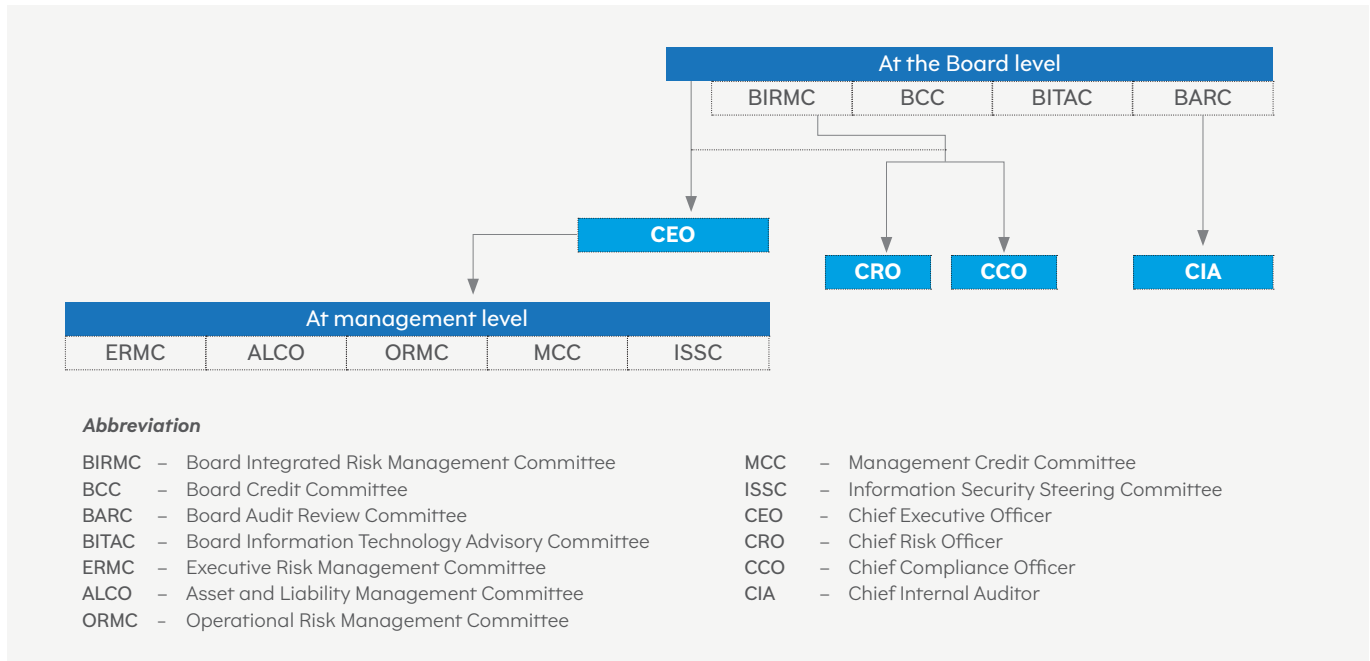 At the Board level
BIRMC BCC BITAC BARC
CEO
CRO CCO CIA
At management level
ERMC ALCO ORMC MCC ISSC
Abbreviation
BIRMC – Board Integrated Risk Management Committee
BCC – Board Credit Committee
BARC – Board Audit Review Committee
BITAC – Board Information Technology Advisory Committee
ERMC – Executive Risk Management Committee
ALCO – Asset and Liability Management Committee
ORMC – Operational Risk Management Committee
MCC – Management Credit Committee
ISSC – Information Security Steering Committee
CEO – Chief Executive Officer
CRO – Chief Risk Officer
CCO – Chief Compliance Officer
CIA – Chief Internal Auditor